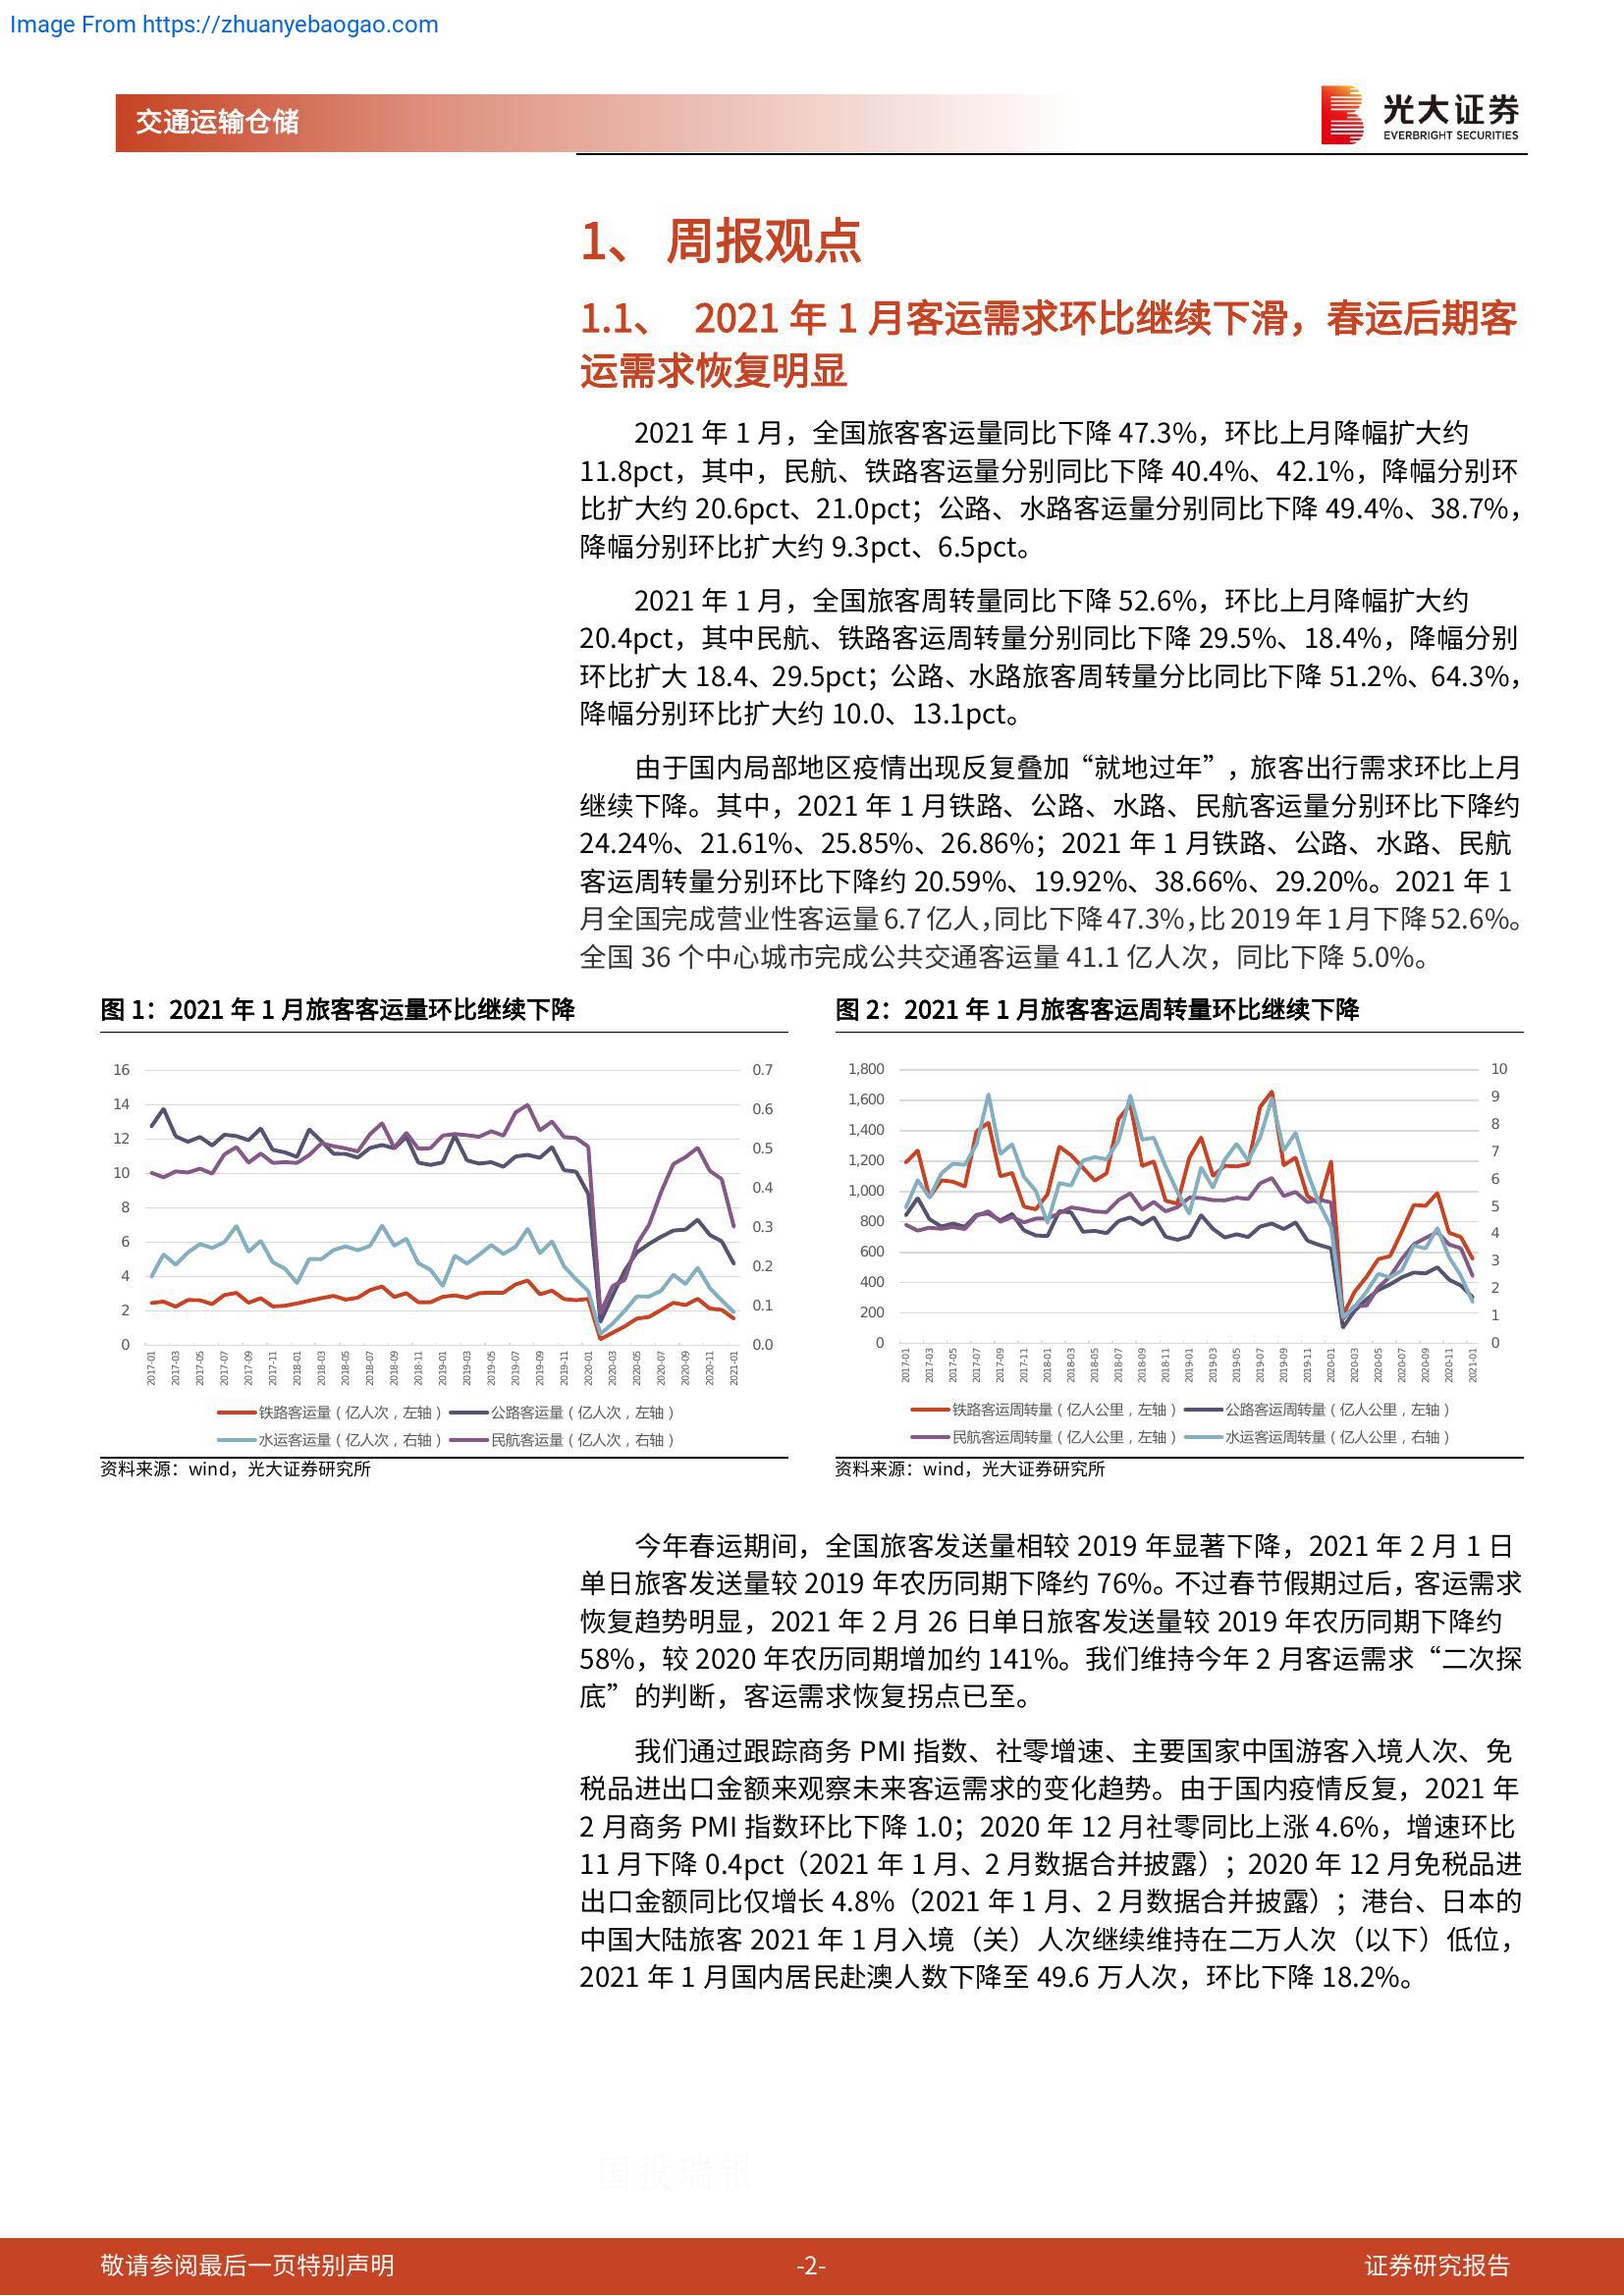 Image From https://zhuanyebaogao.com
交通运输仓储
光大证券
EVERBRIGHT SECURITIES
1、 周报观点
1.1、 2021 年 1 月客运需求环比继续下滑，春运后期客
运需求恢复明显
2021 年 1 月，全国旅客客运量同比下降 47.3%，环比上月降幅扩大约
11.8pct，其中，民航、铁路客运量分别同比下降 40.4%、42.1%，降幅分别环
比扩大约 20.6pct、21.0pct；公路、水路客运量分别同比下降 49.4%、38.7%，
降幅分别环比扩大约 9.3pct、6.5pct。
2021 年 1 月，全国旅客周转量同比下降 52.6%，环比上月降幅扩大约
20.4pct，其中民航、铁路客运周转量分别同比下降 29.5%、18.4%，降幅分别
环比扩大 18.4、29.5pct；公路、水路旅客周转量分比同比下降 51.2%、64.3%，
降幅分别环比扩大约 10.0、13.1pct。
由于国内局部地区疫情出现反复叠加“就地过年”，旅客出行需求环比上月
继续下降。其中，2021 年 1 月铁路、公路、水路、民航客运量分别环比下降约
24.24%、21.61%、25.85%、26.86%；2021 年 1 月铁路、公路、水路、民航
客运周转量分别环比下降约 20.59%、19.92%、38.66%、29.20%。2021 年 1
月全国完成营业性客运量 6.7 亿人，同比下降 47.3%，比 2019 年 1 月下降 52.6%。
全国 36 个中心城市完成公共交通客运量 41.1 亿人次，同比下降 5.0%。
图 1：2021 年 1 月旅客客运量环比继续下降
16 14 12 10 8 6 4 2 0
0.7 0.6 0.5 0.4 0.3 0.2 0.1 0.0
2017-01 2017-03 2017-05 2017-07 2017-09 2017-11 2018-01 2018-03 2018-05 2018-07 2018-09 2018-11 2019-01 2019-03 2019-05 2019-07 2019-09 2019-11 2020-01 2020-03 2020-05 2020-07 2020-09 2020-11 2021-01
铁路客运量（亿人次，左轴） 公路客运量（亿人次，左轴）
水运客运量（亿人次，右轴） 民航客运量（亿人次，右轴）
资料来源：wind，光大证券研究所
图 2：2021 年 1 月旅客客运周转量环比继续下降
1,800 1,600 1,400 1,200 1,000 800 600 400 200 0
10 9 8 7 6 5 4 3 2 1 0
2017-01 2017-03 2017-05 2017-07 2017-09 2017-11 2018-01 2018-03 2018-05 2018-07 2018-09 2018-11 2019-01 2019-03 2019-05 2019-07 2019-09 2019-11 2020-01 2020-03 2020-05 2020-07 2020-09 2020-11 2021-01
铁路客运周转量（亿人公里，左轴） 公路客运周转量（亿人公里，左轴）
民航客运周转量（亿人公里，左轴） 水运客运周转量（亿人公里，右轴）
资料来源：wind，光大证券研究所
今年春运期间，全国旅客发送量相较 2019 年显著下降，2021 年 2 月 1 日
单日旅客发送量较 2019 年农历同期下降约 76%。不过春节假期过后，客运需求
恢复趋势明显，2021 年 2 月 26 日单日旅客发送量较 2019 年农历同期下降约
58%，较 2020 年农历同期增加约 141%。我们维持今年 2 月客运需求“二次探
底”的判断，客运需求恢复拐点已至。
我们通过跟踪商务 PMI 指数、社零增速、主要国家中国游客入境人次、免
税品进出口金额来观察未来客运需求的变化趋势。由于国内疫情反复，2021 年
2 月商务 PMI 指数环比下降 1.0；2020 年 12 月社零同比上涨 4.6%，增速环比
11 月下降 0.4pct（2021 年 1 月、2 月数据合并披露）；2020 年 12 月免税品进
出口金额同比仅增长 4.8%（2021 年 1 月、2 月数据合并披露）；港台、日本的
中国大陆旅客 2021 年 1 月入境（关）人次继续维持在二万人次（以下）低位，
2021 年 1 月国内居民赴澳人数下降至 49.6 万人次，环比下降 18.2%。
国投瑞银
敬请参阅最后一页特别声明
-2-
证券研究报告